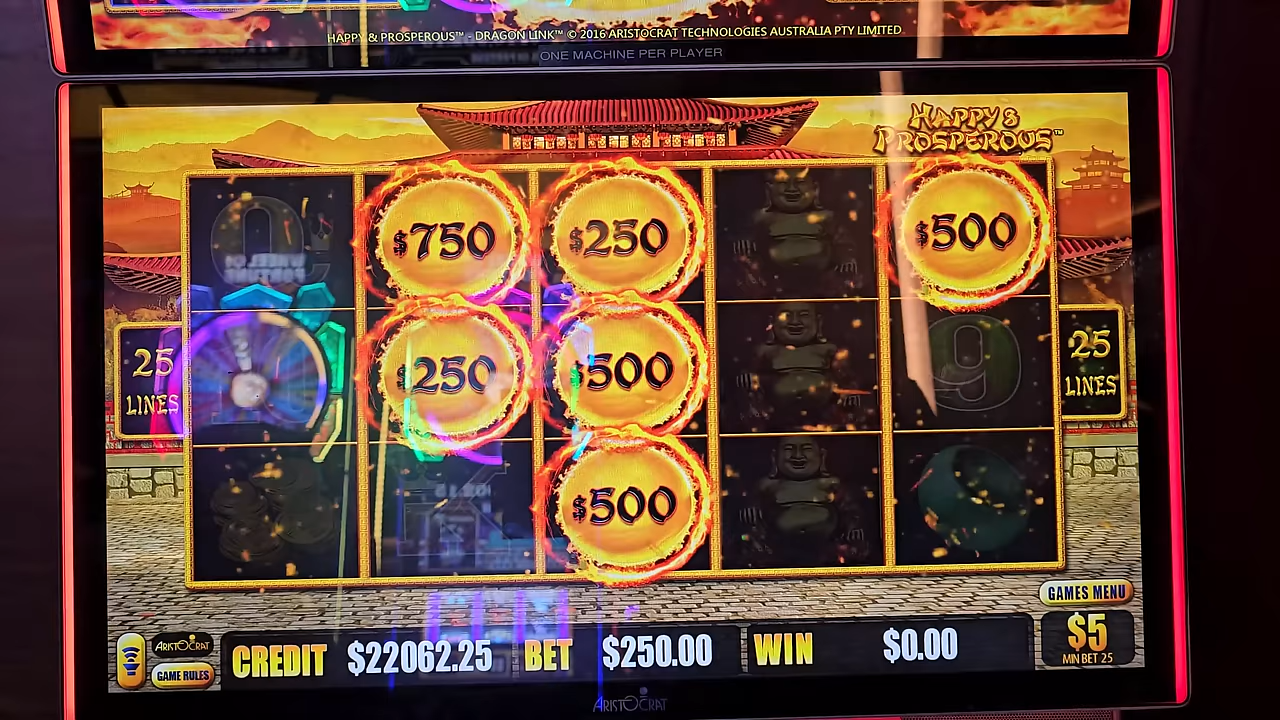 HAPPY & PROSPEROUS™ - DRAGON LINK™ © 2016 ARISTOCRAT TECHNOLOGIES AUSTRALIA PTY LIMITED
ONE MACHINE PER PLAYER
HAPPY &
PROSPEROUS™
Q
$750
$250
$500
$250
$500
9
$500
25
LINES
25
LINES
GAMES MENU
ARISTOCRAT
GAME RULES
CREDIT $22062.25 BET $250.00 WIN $0.00
$5
MIN BET 25
ARISTOCRAT